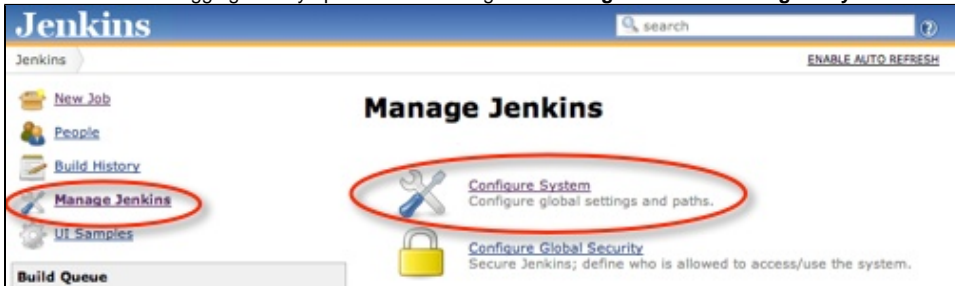 Jenkins
search
Jenkins
ENABLE AUTO REFRESH
New Job
People
Build History
Manage Jenkins
UI Samples
Build Queue
Manage Jenkins
Configure System
Configure global settings and paths.
Configure Global Security
Secure Jenkins; define who is allowed to access/use the system.